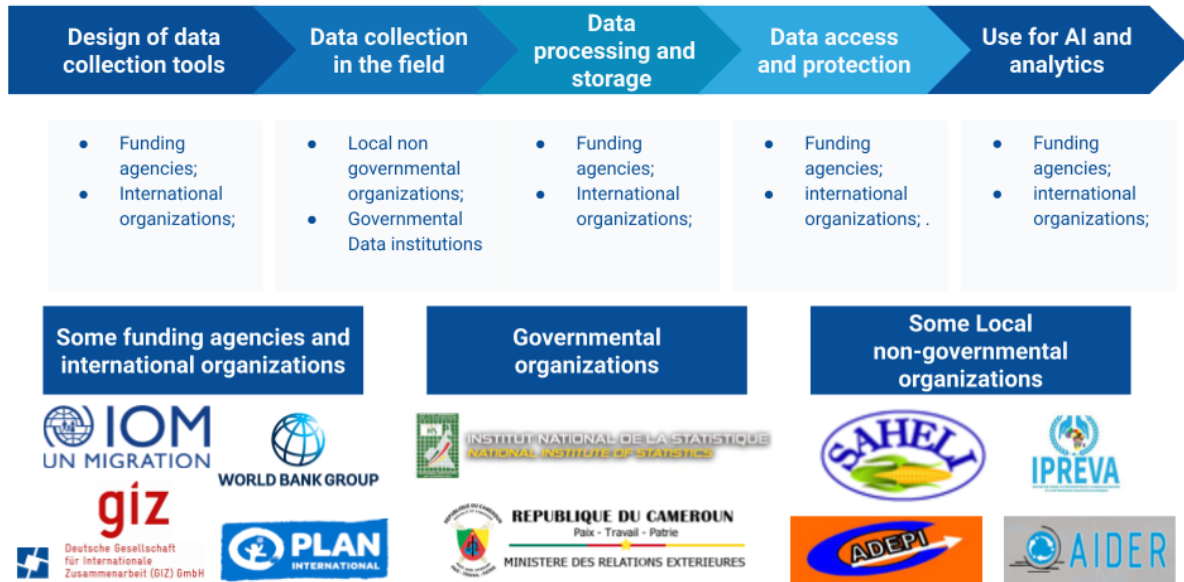 Design of data
collection tools
Data collection
in the field
Data
processing and
storage
Data access
and protection
Use for AI and
analytics
● Funding
agencies;
● International
organizations;
● Local non
governmental
organizations;
● Governmental
Data institutions
● Funding
agencies;
● International
organizations;
● Funding
agencies;
● international
organizations; .
● Funding
agencies;
● international
organizations;
Some funding agencies and
international organizations
Governmental
organizations
Some Local
non-governmental
organizations
IOM
UN MIGRATION
WORLD BANK GROUP
giz
Deutsche Gesellschaft
für Internationale
Zusammenarbeit (GIZ) GmbH
PLAN
INTERNATIONAL
INSTITUT NATIONAL DE LA STATISTIQUE
NATIONAL INSTITUTE OF STATISTICS
REPUBLIQUE DU CAMEROUN
Paix - Travail - Patrie
MINISTERE DES RELATIONS EXTERIEURES
SAHELI
IPREVA
ADEPI
AIDER